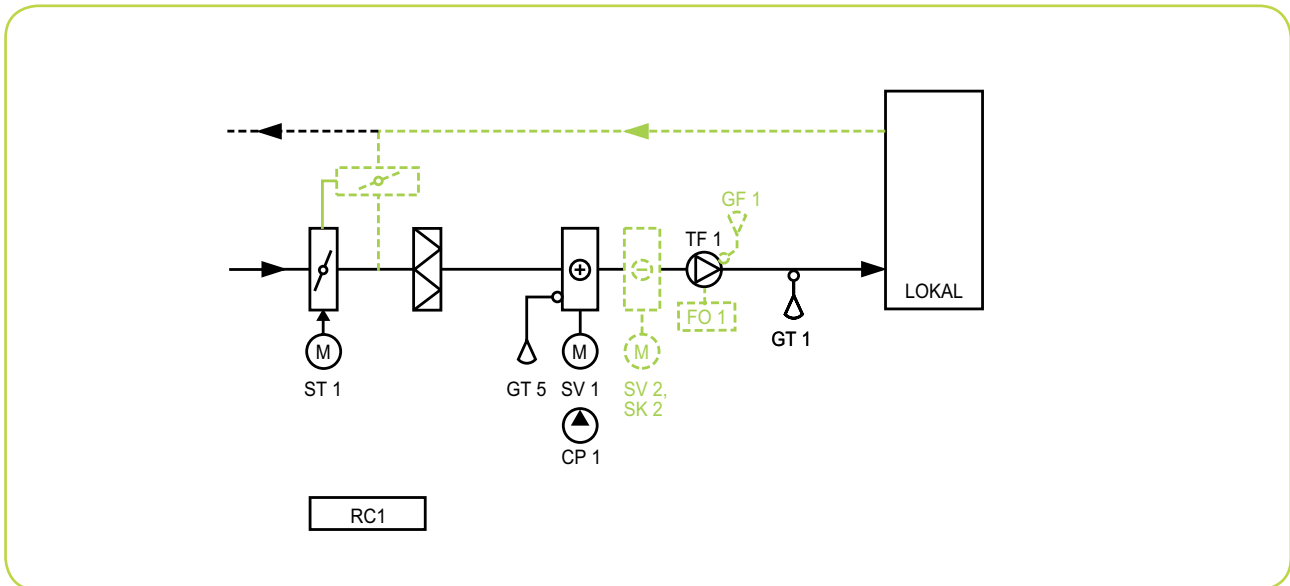 GF 1
TF 1
LOKAL
FO 1
GT 1
M
M
M
ST 1
GT 5
SV 1
SV 2,
SK 2
CP 1
RC1